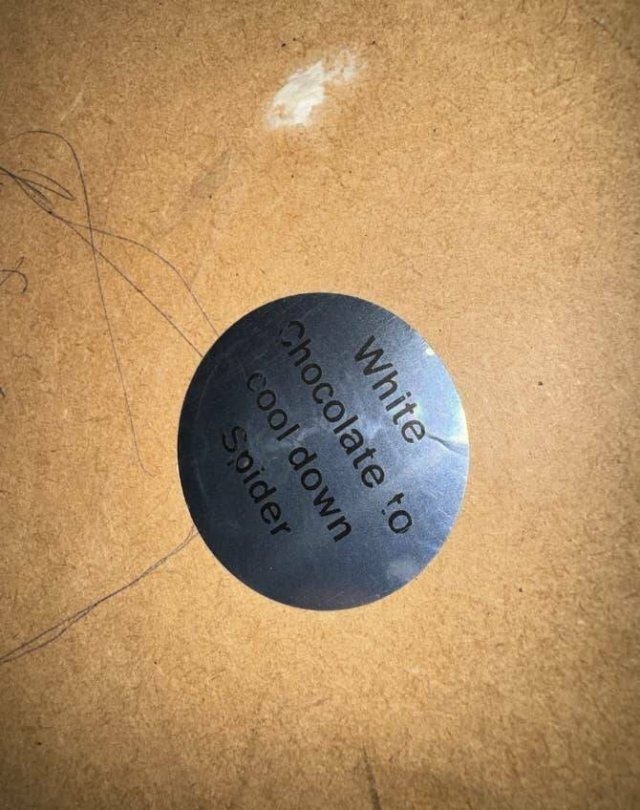 White
Chocolate to
cool down
Spider